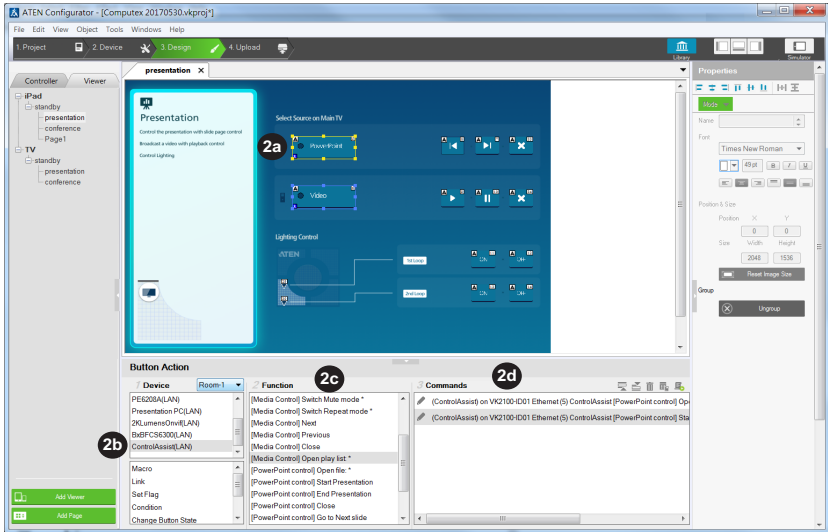 ATEN Configurator - [Computex 20170530.vkproj*]
File Edit View Object Tools Windows Help
1. Project 2. Device 3. Design 4. Upload Library Simulator
Controller Viewer
iPad
standby
presentation
conference
Page1
TV
standby
presentation
conference
Add Viewer
Add Page
presentation X
Presentation
Control the presentation with slide page control
Broadcast a video with playback control
Control Lighting
Select Source on Main TV
2a
PowerPoint
Video
Lighting Control
ATEN
1st Loop ON Off
2nd Loop ON Off
Properties
Mode
Name
Font
Times New Roman
49 pt B I U
Position & Size
Position X Y
0 0
Size Width Height
2048 1536
Reset Image Size
Group
Ungroup
Button Action
1 Device Room-1
2b
PE6208A(LAN)
Presentation PC(LAN)
2KLumensOnvif(LAN)
BxBFCS6300(LAN)
ControlAssist(LAN)
Macro
Link
Set Flag
Condition
Change Button State
2 Function
2c
[Media Control] Switch Mute mode *
[Media Control] Switch Repeat mode *
[Media Control] Next
[Media Control] Previous
[Media Control] Close
[Media Control] Open play list: *
[PowerPoint control] Open file: *
[PowerPoint control] Start Presentation
[PowerPoint control] End Presentation
[PowerPoint control] Close
[PowerPoint control] Go to Next slide
3 Commands
2d
(ControlAssist) on VK2100-HD01 Ethernet (5) ControlAssist [PowerPoint control] Ope
(ControlAssist) on VK2100-HD01 Ethernet (5) ControlAssist [PowerPoint control] Sta